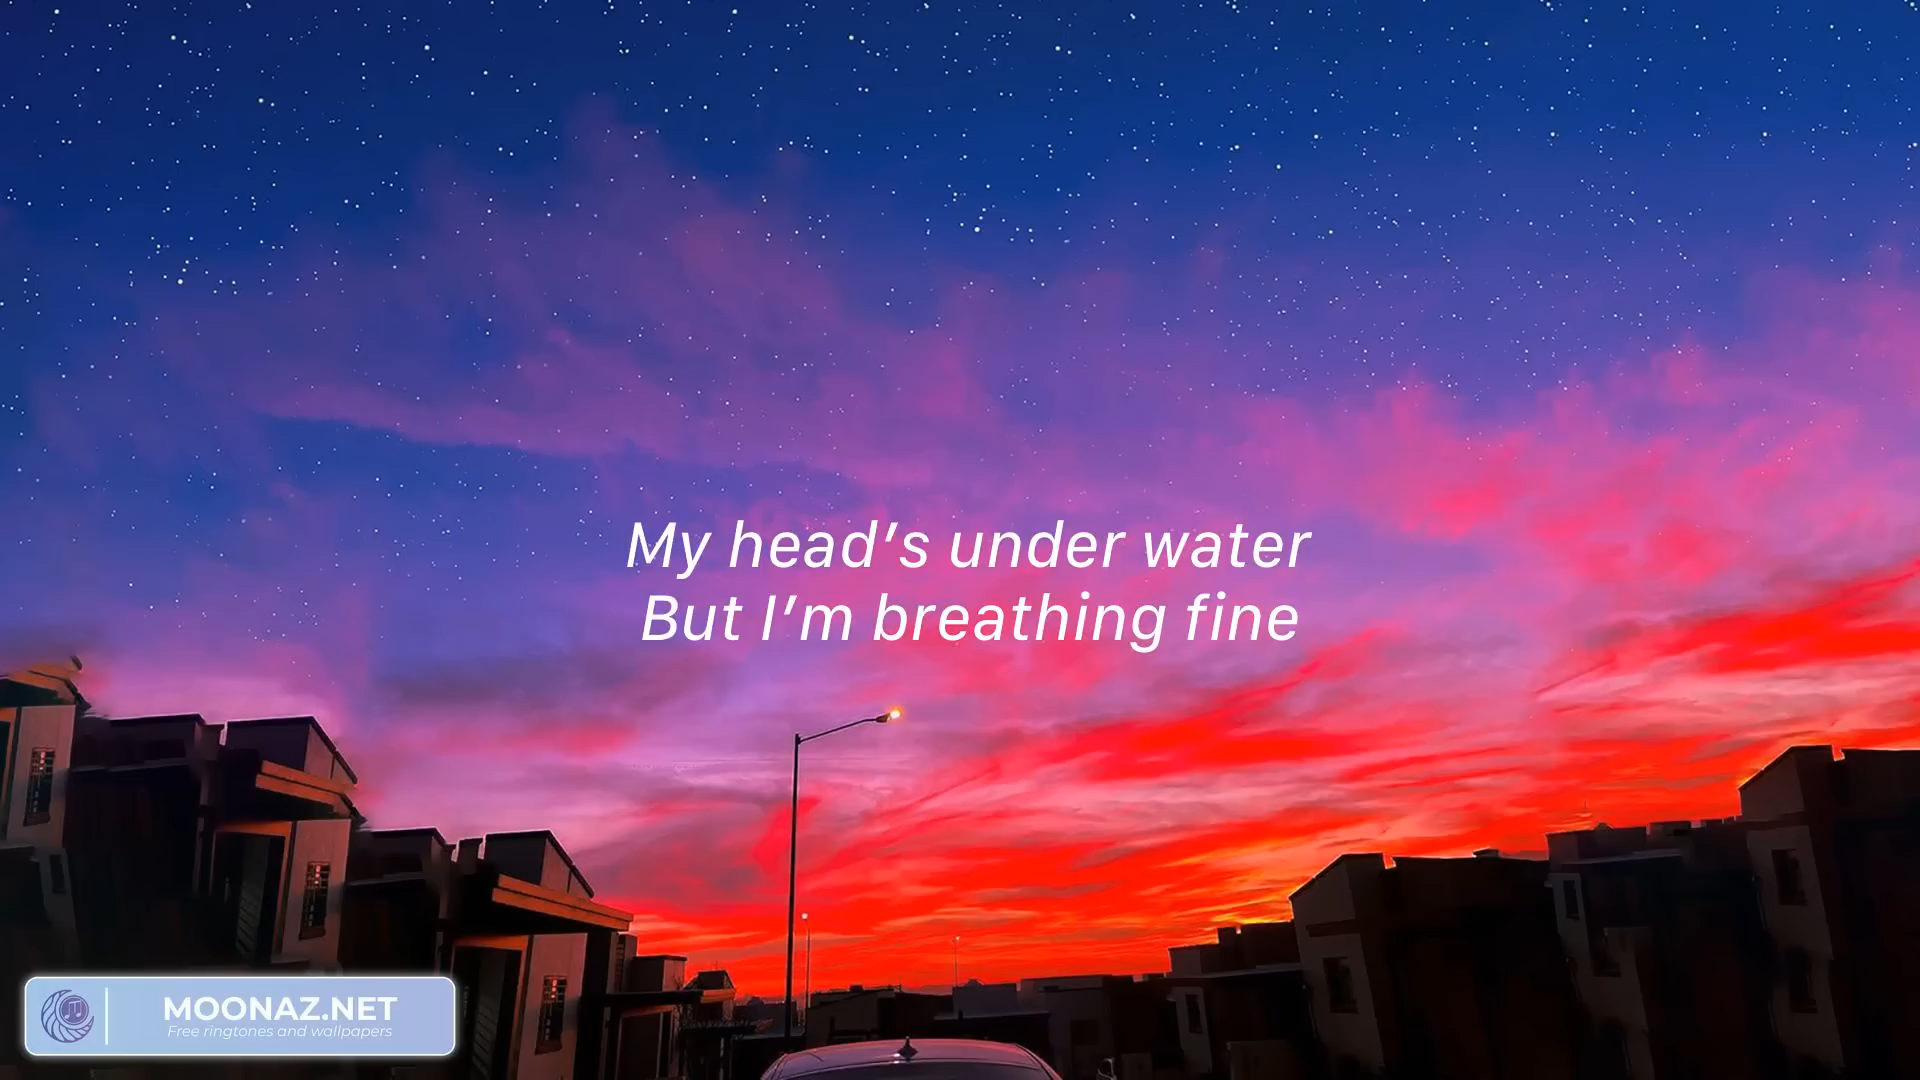 My head’s under water
But I’m breathing fine
MOONAZ.NET
Free ringtones and wallpapers